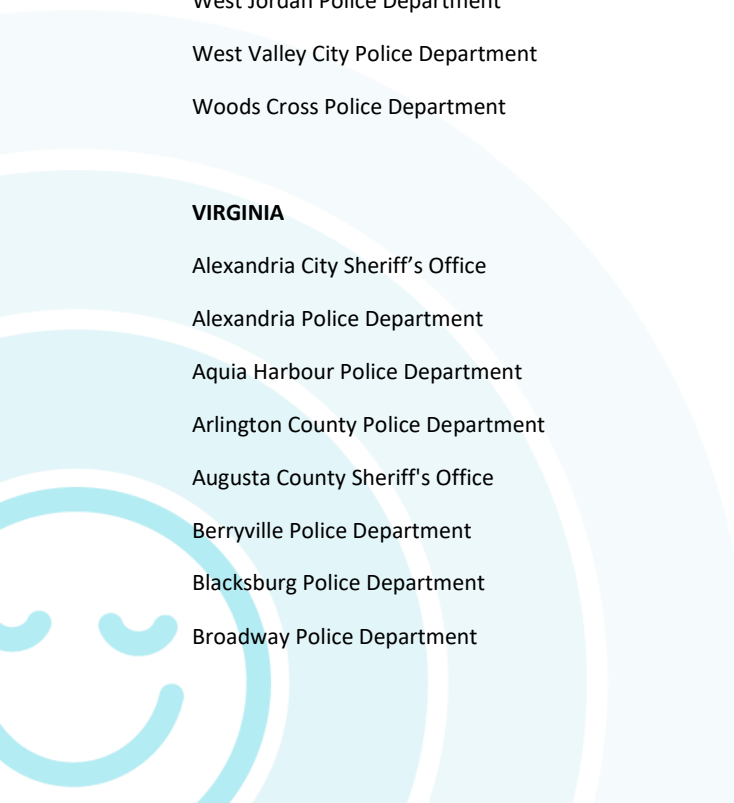 West Jordan Police Department
West Valley City Police Department
Woods Cross Police Department
VIRGINIA
Alexandria City Sheriff’s Office
Alexandria Police Department
Aquia Harbour Police Department
Arlington County Police Department
Augusta County Sheriff's Office
Berryville Police Department
Blacksburg Police Department
Broadway Police Department